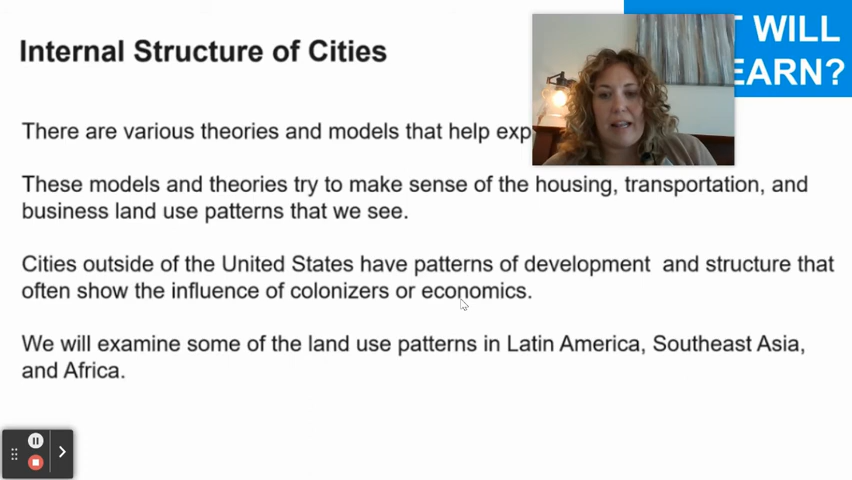 Internal Structure of Cities
WILL
EARN?
There are various theories and models that help
These models and theories try to make sense of the housing, transportation, and
business land use patterns that we see.
Cities outside of the United States have patterns of development and structure that
often show the influence of colonizers or economics.
We will examine some of the land use patterns in Latin America, Southeast Asia,
and Africa.